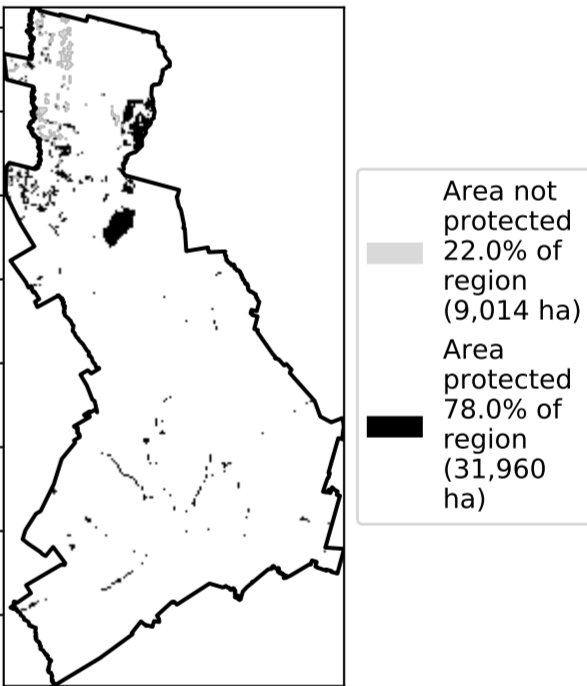 Area not
protected
22.0% of
region
(9,014 ha)
Area
protected
78.0% of
region
(31,960
ha)